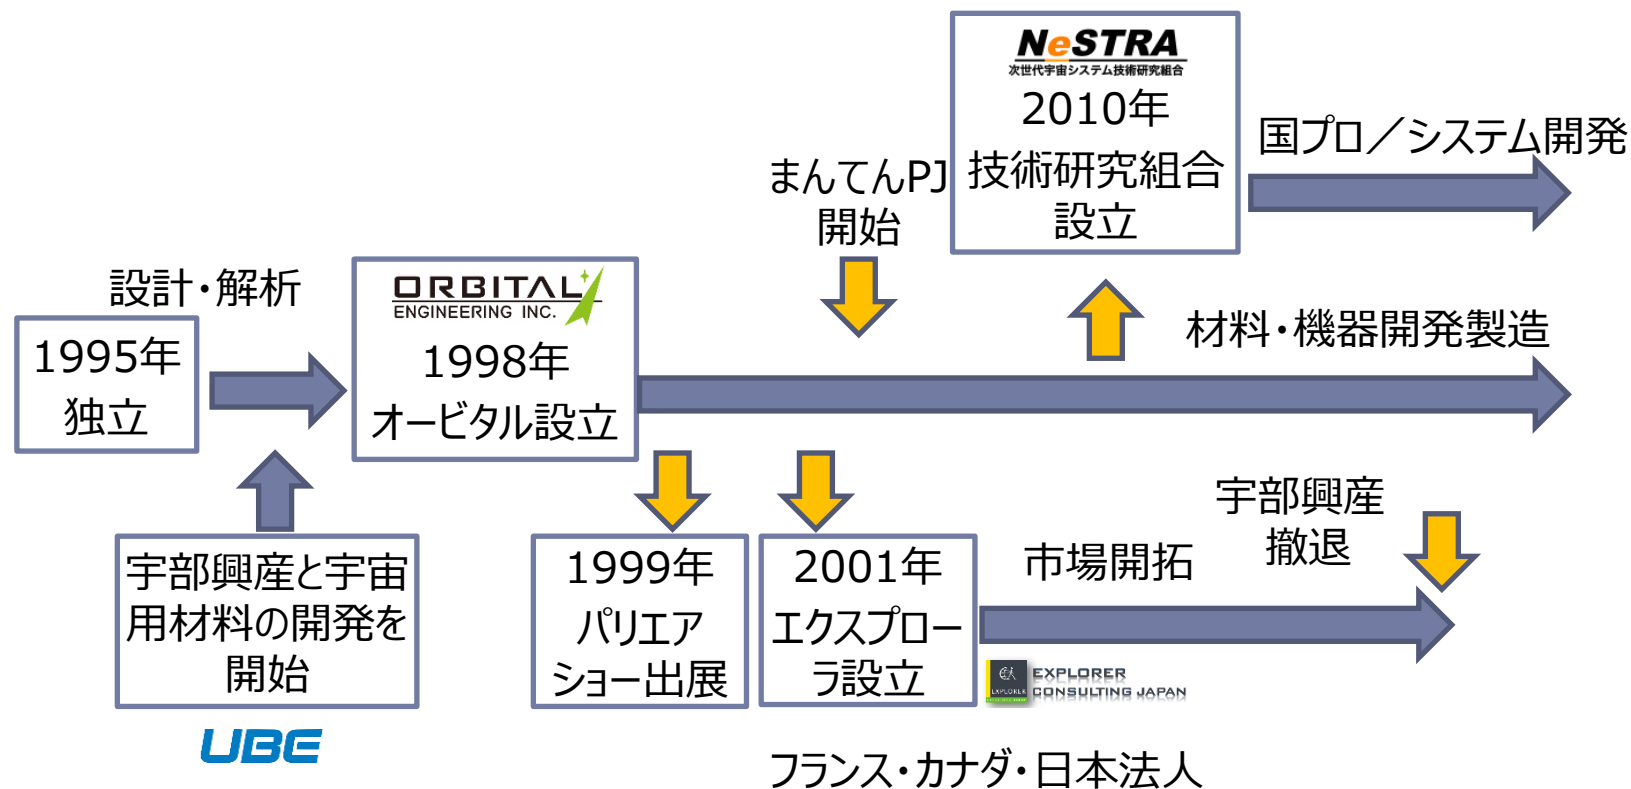 NeSTRA
次世代宇宙システム技術研究組合
2010年
技術研究組合
設立
国プロ／システム開発
まんてんPJ
開始
設計・解析
ORBITAL
ENGINEERING INC.
1998年
オービタル設立
1995年
独立
材料・機器開発製造
宇部興産と宇宙
用材料の開発を
開始
UBE
1999年
パリエア
ショー出展
2001年
エクスプロー
ラ設立
市場開拓
宇部興産
撤退
EXPLORER
EXPLORER
CONSULTING JAPAN
フランス・カナダ・日本法人